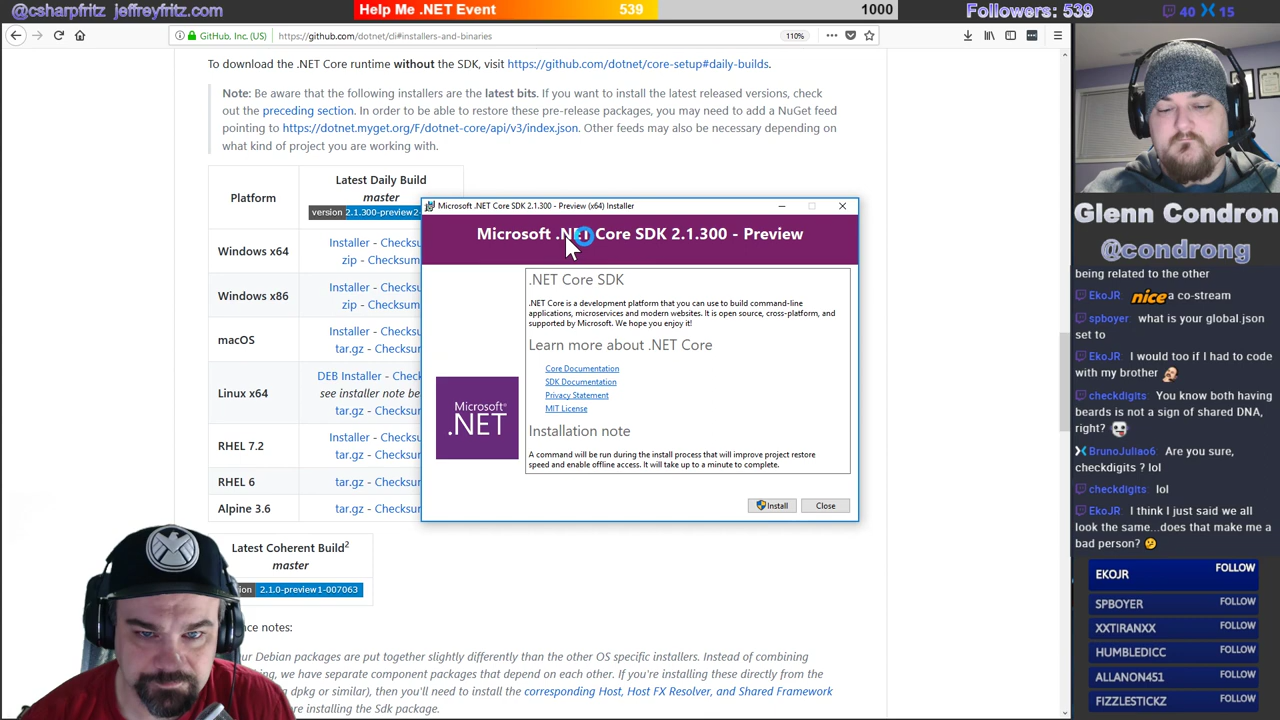 @csharpfritz jeffreyfritz.com
Help Me .NET Event 539 1000
Followers: 539 40 15
GitHub, Inc. (US) https://github.com/dotnet/cli#installers-and-binaries 110%
To download the .NET Core runtime without the SDK, visit https://github.com/dotnet/core-setup#daily-builds.
Note: Be aware that the following installers are the latest bits. If you want to install the latest released versions, check
out the preceding section. In order to be able to restore these pre-release packages, you may need to add a NuGet feed
pointing to https://dotnet.myget.org/F/dotnet-core/api/v3/index.json. Other feeds may also be necessary depending on
what kind of project you are working with.
Platform
Latest Daily Build
master
version 2.1.300-preview2
Windows x64
Installer - Checksu
zip - Checksum
Windows x86
Installer - Checksu
zip - Checksum
macOS
Installer - Checksu
tar.gz - Checksum
Linux x64
DEB Installer - Check
see installer note be
tar.gz - Checksum
RHEL 7.2
Installer - Checksu
tar.gz - Checksum
RHEL 6
tar.gz - Checksum
Alpine 3.6
tar.gz - Checksum
Latest Coherent Build2
master
ion 2.1.0-preview1-007063
ce notes:
ur Debian packages are put together slightly differently than the other OS specific installers. Instead of combining
ng, we have separate component packages that depend on each other. If you're installing these directly from the
a dpkg or similar), then you'll need to install the corresponding Host, Host FX Resolver, and Shared Framework
re installing the Sdk package.
Microsoft .NET Core SDK 2.1.300 - Preview (x64) Installer
Microsoft .NET Core SDK 2.1.300 - Preview
.NET Core SDK
.NET Core is a development platform that you can use to build command-line
applications, microservices and modern websites. It is open source, cross-platform, and
supported by Microsoft. We hope you enjoy it!
Learn more about .NET Core
Core Documentation
SDK Documentation
Privacy Statement
MIT License
Installation note
A command will be run during the install process that will improve project restore
speed and enable offline access. It will take up to a minute to complete.
Microsoft®
.NET
Install Close
Glenn Condron
@condrong
being related to the other
EkoJR nice a co-stream
spboyer what is your global.json
set to
EkoJR I would too if I had to code
with my brother
checkdigits You know both having
beards is not a sign of shared DNA,
right?
BrunoJuliao6 Are you sure,
checkdigits ? lol
checkdigits lol
EkoJR I think I just said we all
look the same...does that make me a
bad person?
EKOJR FOLLOW
SPBOYER FOLLOW
XXTIRANXX FOLLOW
HUMBLEDICC FOLLOW
ALLANON451 FOLLOW
FIZZLESTICKZ FOLLOW